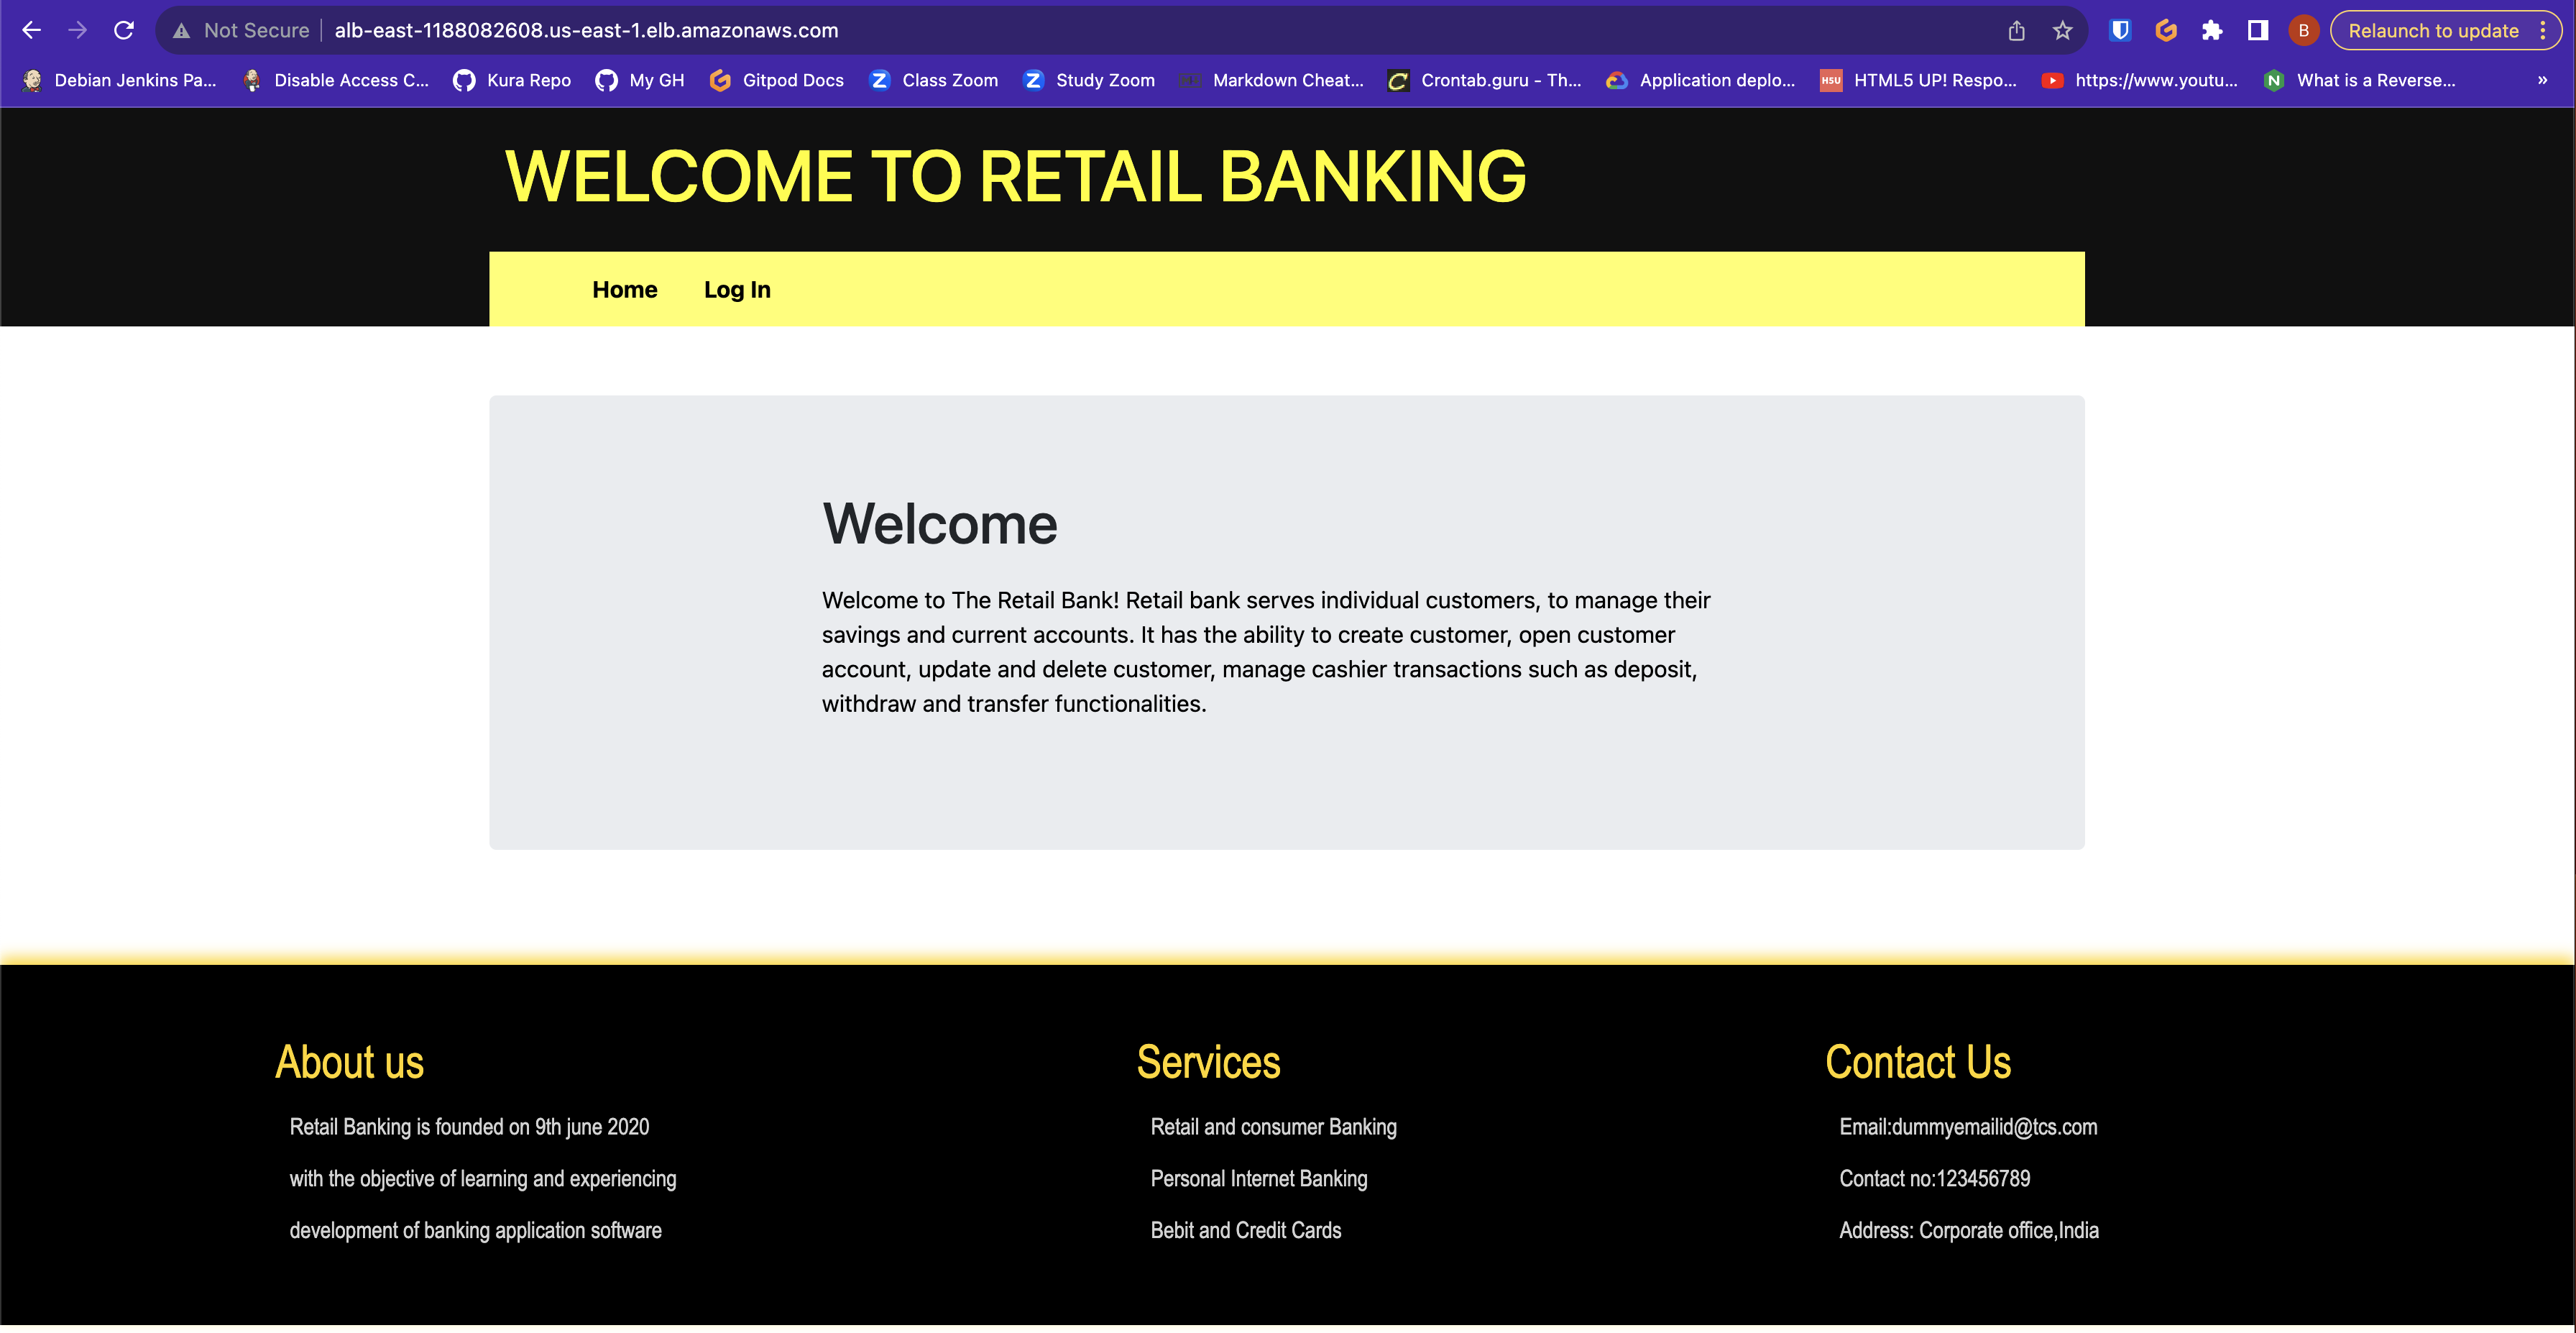 Not Secure | alb-east-1188082608.us-east-1.elb.amazonaws.com B Relaunch to update
Debian Jenkins Pa... Disable Access C... Kura Repo My GH Gitpod Docs Class Zoom Study Zoom Markdown Cheat... Crontab.guru - Th... Application deplo... H5U HTML5 UP! Respo... https://www.youtu... N What is a Reverse... »
WELCOME TO RETAIL BANKING
Home Log In
Welcome
Welcome to The Retail Bank! Retail bank serves individual customers, to manage their
savings and current accounts. It has the ability to create customer, open customer
account, update and delete customer, manage cashier transactions such as deposit,
withdraw and transfer functionalities.
About us
Retail Banking is founded on 9th june 2020
with the objective of learning and experiencing
development of banking application software
Services
Retail and consumer Banking
Personal Internet Banking
Bebit and Credit Cards
Contact Us
Email:dummyemailid@tcs.com
Contact no:123456789
Address: Corporate office,India